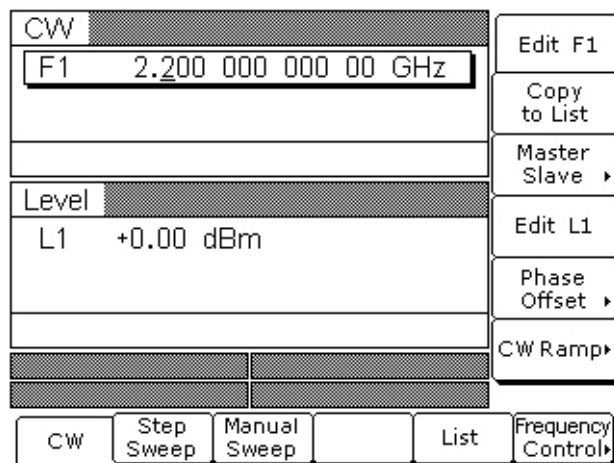 CW
F1 2.200 000 000 00 GHz
Level
L1 +0.00 dBm
Edit F1
Copy
to List
Master
Slave
Edit L1
Phase
Offset
CW Ramp
CW
Step
Sweep
Manual
Sweep
List
Frequency
Control